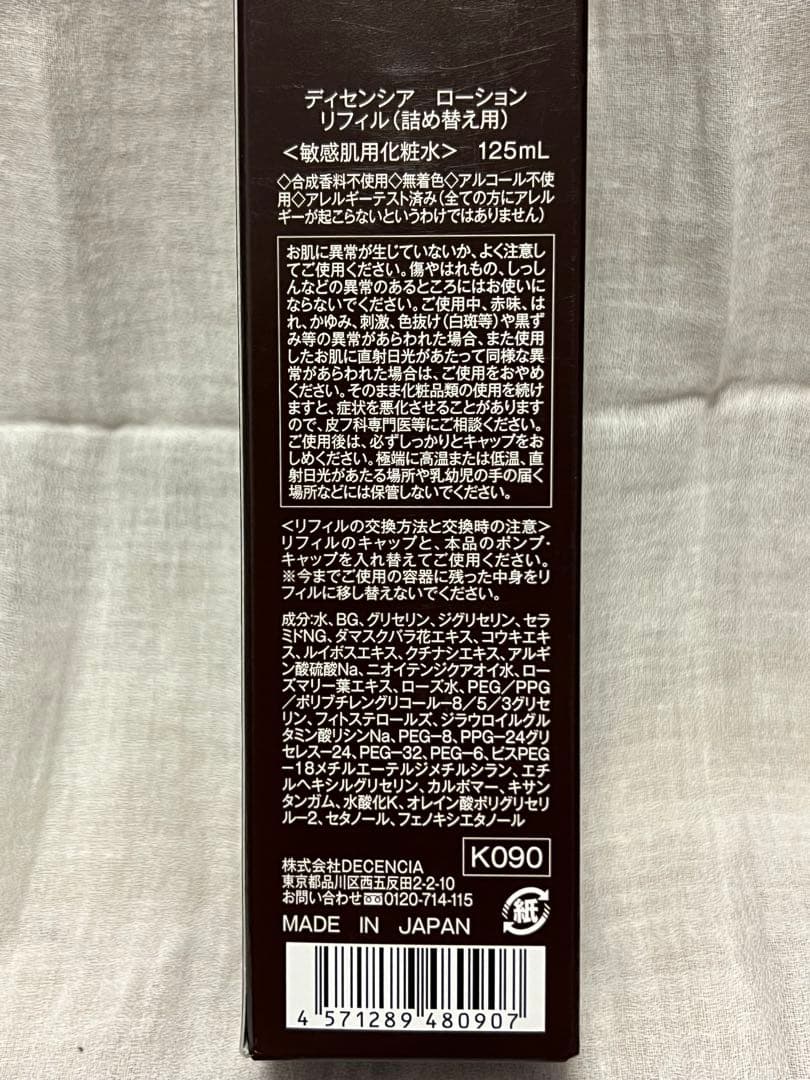 ディセンシア　ローション
リフィル(詰め替え用)
＜敏感肌用化粧水＞　125mL
◇合成香料不使用◇無着色◇アルコール不使
用◇アレルギーテスト済み(全ての方にアレル
ギーが起こらないというわけではありません)
お肌に異常が生じていないか、よく注意し
てご使用ください。傷やはれもの、しっし
んなどの異常のあるところにはお使いに
ならないでください。ご使用中、赤味、は
れ、かゆみ、刺激、色抜け(白斑等)や黒ず
み等の異常があらわれた場合、また使用
したお肌に直射日光があたって同様な異
常があらわれた場合は、ご使用をおやめ
ください。そのまま化粧品類の使用を続け
ますと、症状を悪化させることがあります
ので、皮フ科専門医等にご相談ください。
ご使用後は、必ずしっかりとキャップをお
しめください。極端に高温または低温、直
射日光があたる場所や乳幼児の手の届く
場所などには保管しないでください。
＜リフィルの交換方法と交換時の注意＞
リフィルのキャップと、本品のポンプ・
キャップを入れ替えてご使用ください。
※今までご使用の容器に残った中身をリ
フィルに移し替えないでください。
成分:水、BG、グリセリン、ジグリセリン、セラ
ミドNG、ダマスクバラ花エキス、コウキエキ
ス、ルイボスエキス、クチナシエキス、アルギ
ン酸硫酸Na、ニオイテンジクアオイ水、ロー
ズマリー葉エキス、ローズ水、PEG／PPG
／ポリブチレングリコール−8／5／3グリセ
リン、フィトステロールズ、ジラウロイルグル
タミン酸リシンNa、PEG−8、PPG−24グリ
セレス−24、PEG−32、PEG−6、ビスPEG
−18メチルエーテルジメチルシラン、エチ
ルヘキシルグリセリン、カルボマー、キサン
タンガム、水酸化K、オレイン酸ポリグリセリ
ル−2、セタノール、フェノキシエタノール
K090
株式会社DECENCIA
東京都品川区西五反田2-2-10
お問い合わせ 0120-714-115
MADE IN JAPAN
紙
4 571289 480907